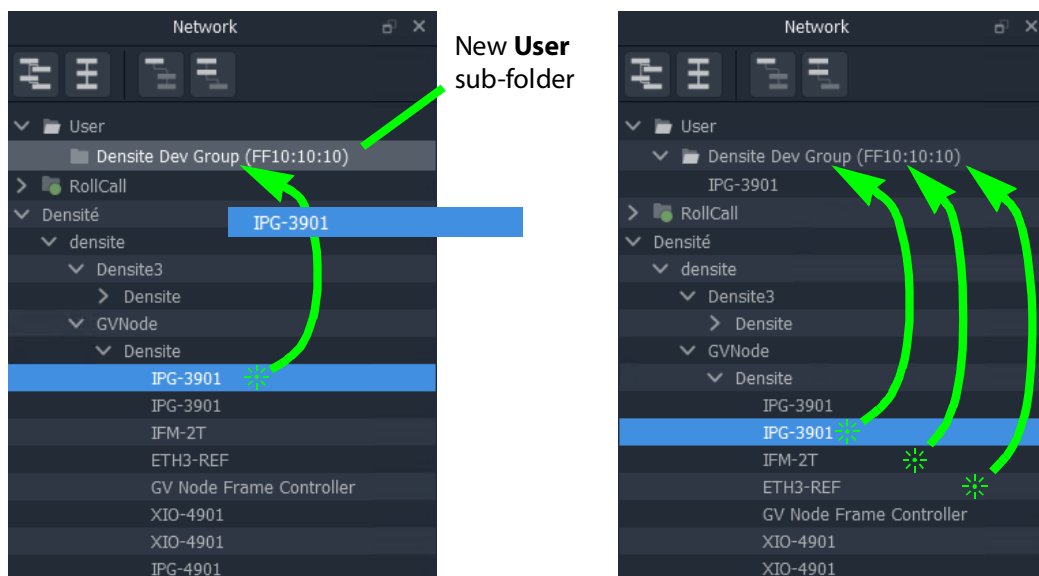 Network
User
Densite Dev Group (FF10:10:10)
RollCall
Densité
IPG-3901
densite
Densite3
Densite
GVNode
Densite
IPG-3901
IPG-3901
IFM-2T
ETH3-REF
GV Node Frame Controller
XIO-4901
XIO-4901
IPG-4901
New User
sub-folder
Network
User
Densite Dev Group (FF10:10:10)
IPG-3901
RollCall
Densité
densite
Densite3
Densite
GVNode
Densite
IPG-3901
IPG-3901
IFM-2T
ETH3-REF
GV Node Frame Controller
XIO-4901
XIO-4901